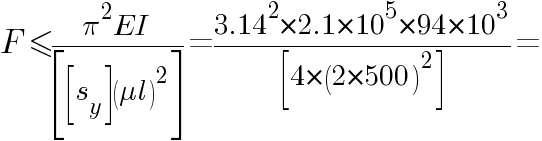 F ≤ π²EI / [[s_y](μl)²] = 3.14²×2.1×10⁵×94×10³ / [4×(2×500)²] =